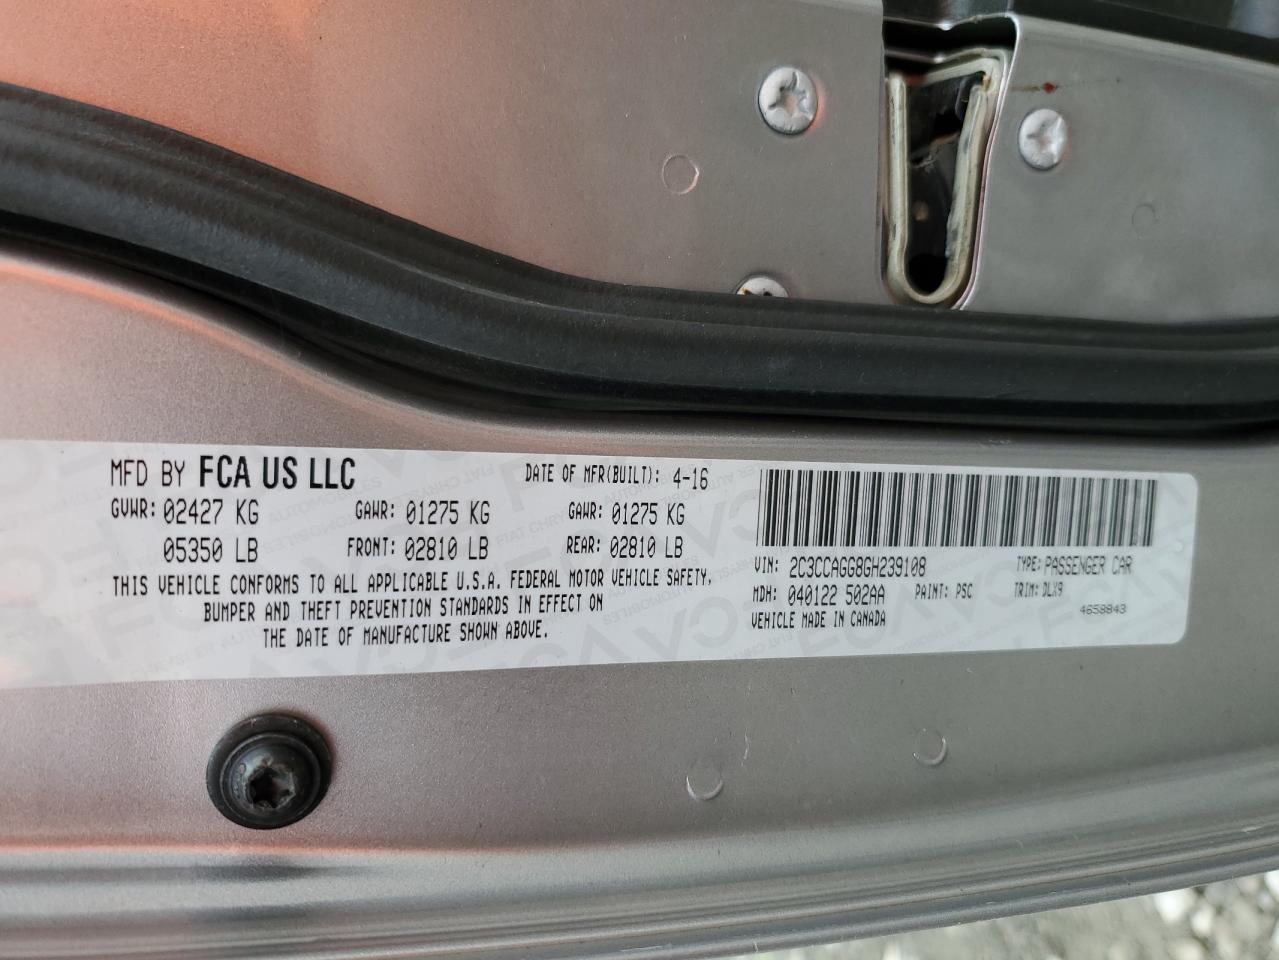 MFD BY FCA US LLC DATE OF MFR(BUILT): 4-16
GVWR: 02427 KG GAWR: 01275 KG GAWR: 01275 KG
05350 LB FRONT: 02810 LB REAR: 02810 LB
THIS VEHICLE CONFORMS TO ALL APPLICABLE U.S.A. FEDERAL MOTOR VEHICLE SAFETY,
BUMPER AND THEFT PREVENTION STANDARDS IN EFFECT ON
THE DATE OF MANUFACTURE SHOWN ABOVE.
VIN: 2C3CCAGG8GH239108 TYPE: PASSENGER CAR
MDH: 040122 502AA PAINT: PSC TRIM: DLX9
VEHICLE MADE IN CANADA 4658843